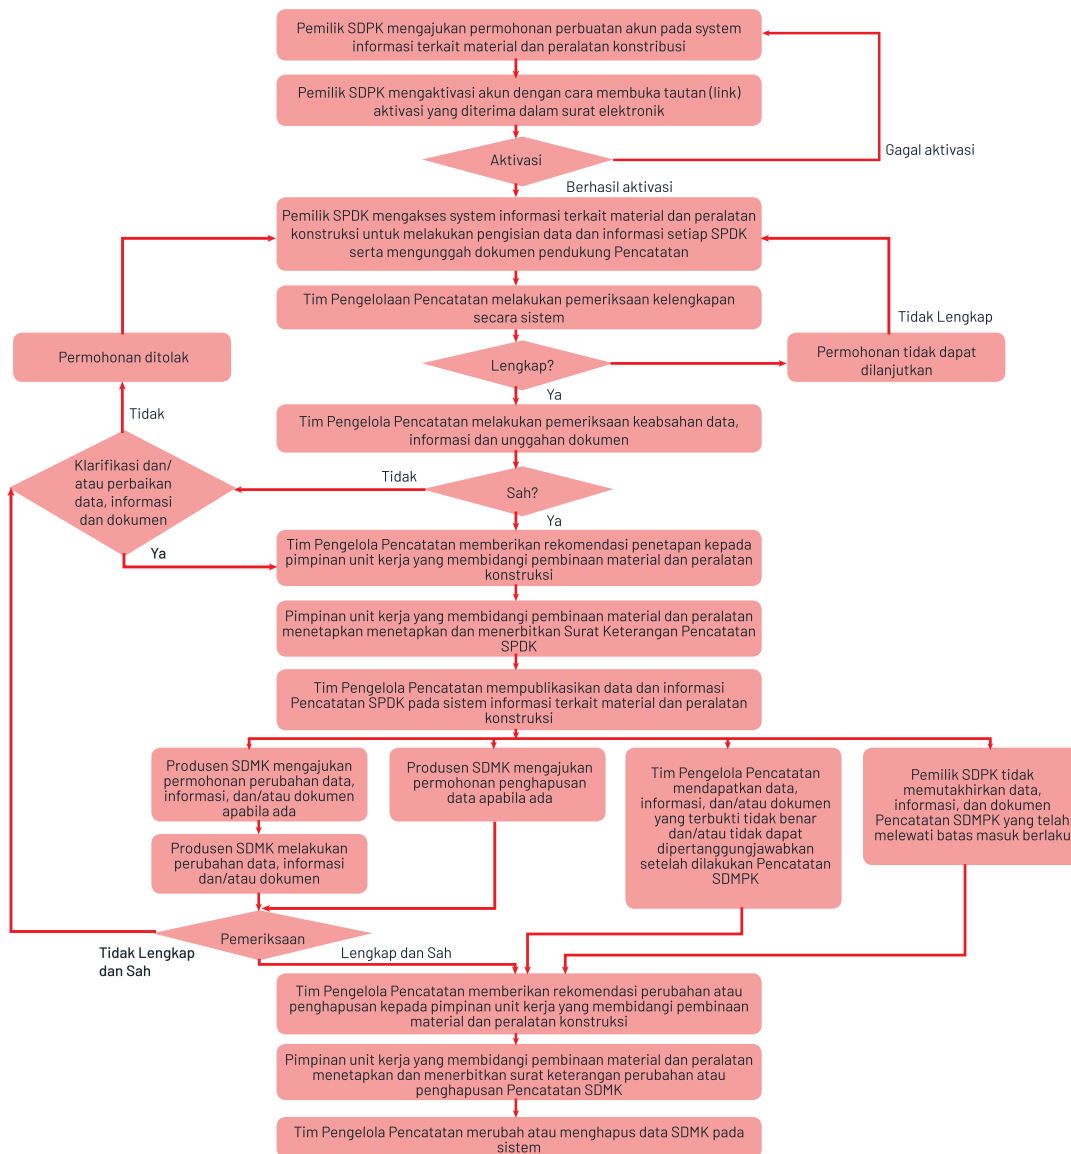 Pemilik SDPK mengajukan permohonan perbuatan akun pada system
informasi terkait material dan peralatan konstribusi
Pemilik SDPK mengaktivasi akun dengan cara membuka tautan (link)
aktivasi yang diterima dalam surat elektronik
Aktivasi
Gagal aktivasi
Berhasil aktivasi
Pemilik SPDK mengakses system informasi terkait material dan peralatan
konstruksi untuk melakukan pengisian data dan informasi setiap SPDK
serta mengunggah dokumen pendukung Pencatatan
Tim Pengelolaan Pencatatan melakukan pemeriksaan kelengkapan
secara sistem
Tidak Lengkap
Permohonan ditolak
Lengkap?
Permohonan tidak dapat
dilanjutkan
Ya
Tidak
Tim Pengelola Pencatatan melakukan pemeriksaan keabsahan data,
informasi dan unggahan dokumen
Klarifikasi dan/
atau perbaikan
data, informasi
dan dokumen
Tidak
Sah?
Ya
Ya
Tim Pengelola Pencatatan memberikan rekomendasi penetapan kepada
pimpinan unit kerja yang membidangi pembinaan material dan peralatan
konstruksi
Pimpinan unit kerja yang membidangi pembinaan material dan peralatan
menetapkan menetapkan dan menerbitkan Surat Keterangan Pencatatan
SPDK
Tim Pengelola Pencatatan mempublikasikan data dan informasi
Pencatatan SPDK pada sistem informasi terkait material dan peralatan
konstruksi
Produsen SDMK mengajukan
permohonan perubahan data,
informasi, dan/atau dokumen
apabila ada
Produsen SDMK mengajukan
permohonan penghapusan
data apabila ada
Tim Pengelola Pencatatan
mendapatkan data,
informasi, dan/atau dokumen
yang terbukti tidak benar
dan/atau tidak dapat
dipertanggungjawabkan
setelah dilakukan Pencatatan
SDMPK
Pemilik SDPK tidak
memutakhirkan data,
informasi, dan dokumen
Pencatatan SDMPK yang telah
melewati batas masuk berlaku
Produsen SDMK melakukan
perubahan data, informasi
dan/atau dokumen
Pemeriksaan
Tidak Lengkap
dan Sah
Lengkap dan Sah
Tim Pengelola Pencatatan memberikan rekomendasi perubahan atau
penghapusan kepada pimpinan unit kerja yang membidangi pembinaan
material dan peralatan konstruksi
Pimpinan unit kerja yang membidangi pembinaan material dan peralatan
menetapkan dan menerbitkan surat keterangan perubahan atau
penghapusan Pencatatan SDMK
Tim Pengelola Pencatatan merubah atau menghapus data SDMK pada
sistem